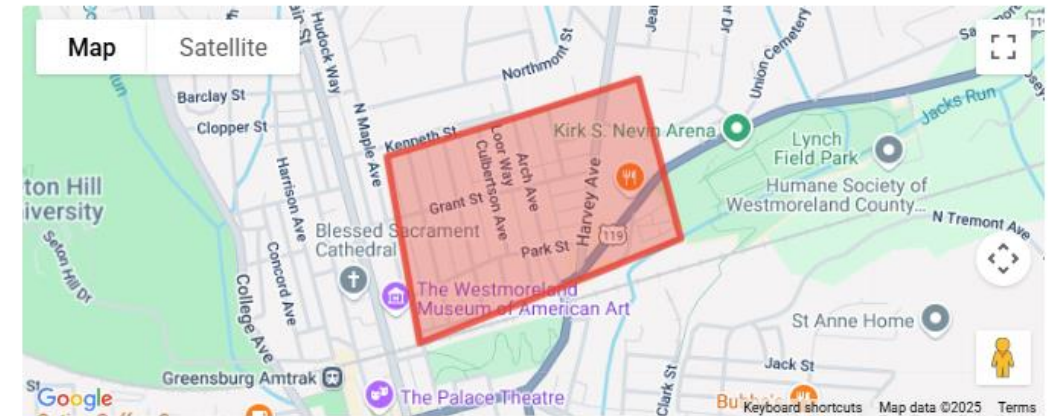 Map
Satellite
Hudock Way
Northmont St
Union Cemetery
Jacks Run
Barclay St
Clopper St
N Maple Ave
Kenneth St
Kirk S. Nevin Arena
Lynch
Field Park
Loor Way
Culbertson Ave
Arch Ave
Harvey Ave
Harrison Ave
Grant St
Humane Society of
Westmoreland County...
N Tremont Ave
Blessed Sacrament
Cathedral
Park St
119
Seton Hill Dr
Concord Ave
College Ave
The Westmoreland
Museum of American Art
St Anne Home
Greensburg Amtrak
Jack St
Clark St
The Palace Theatre
Google
Keyboard shortcuts
Map data ©2025
Terms